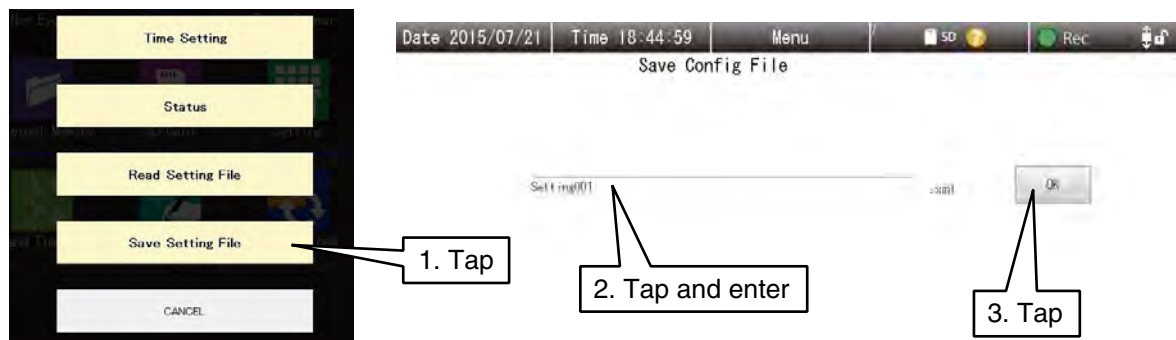 Time Setting
Status
Read Setting File
Save Setting File
CANCEL
1. Tap
Date 2015/07/21 Time 18:44:59 Menu SD ? Rec
Save Config File
Setting001 .xml OK
2. Tap and enter
3. Tap